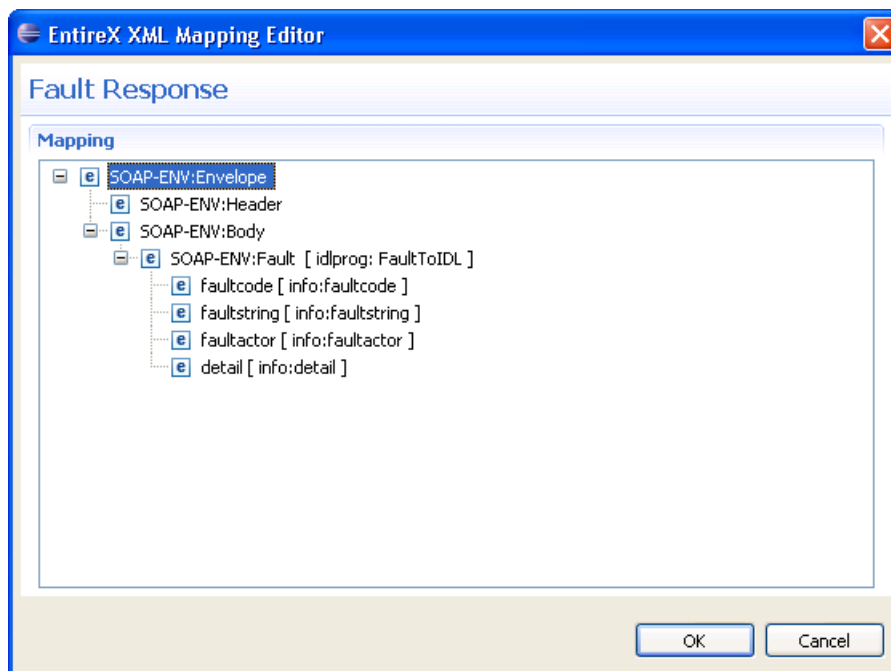 EntireX XML Mapping Editor
Fault Response
Mapping
SOAP-ENV:Envelope
SOAP-ENV:Header
SOAP-ENV:Body
SOAP-ENV:Fault [ idlprog: FaultToIDL ]
faultcode [ info:faultcode ]
faultstring [ info:faultstring ]
faultactor [ info:faultactor ]
detail [ info:detail ]
OK Cancel